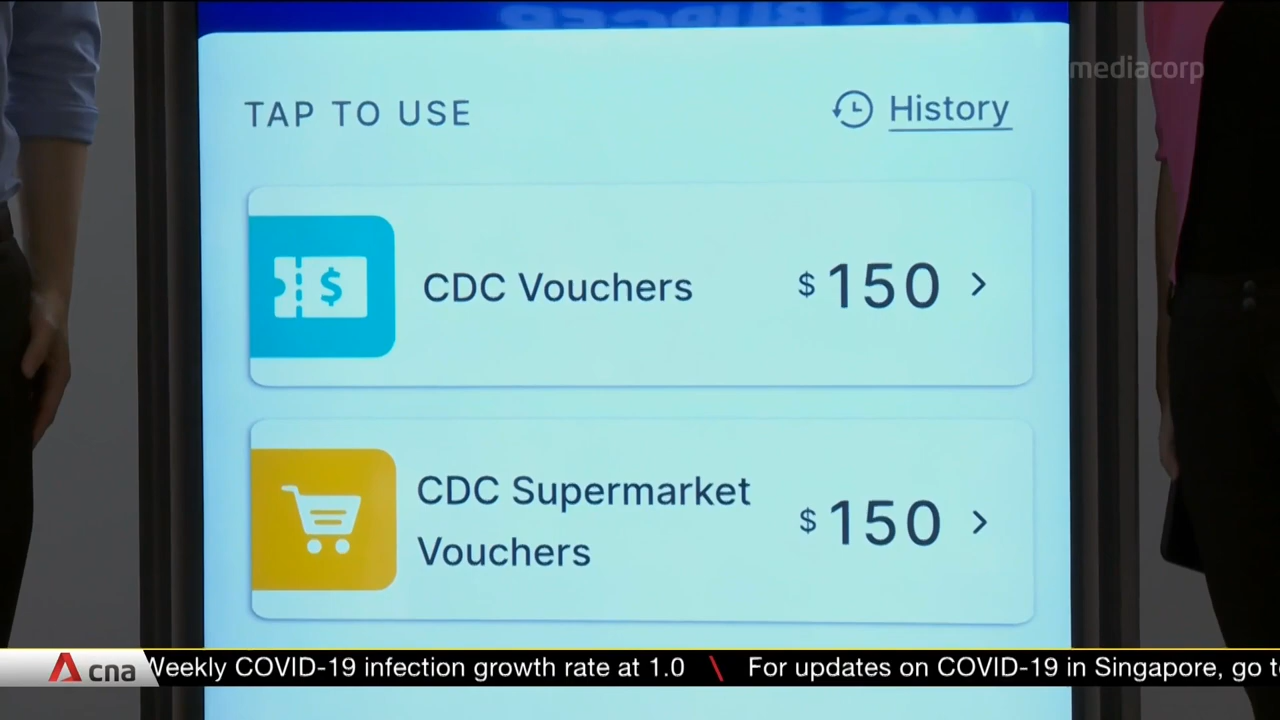 mediacorp
TAP TO USE
History
CDC Vouchers
$150
CDC Supermarket
Vouchers
$150
cna
Weekly COVID-19 infection growth rate at 1.0 \ For updates on COVID-19 in Singapore, go